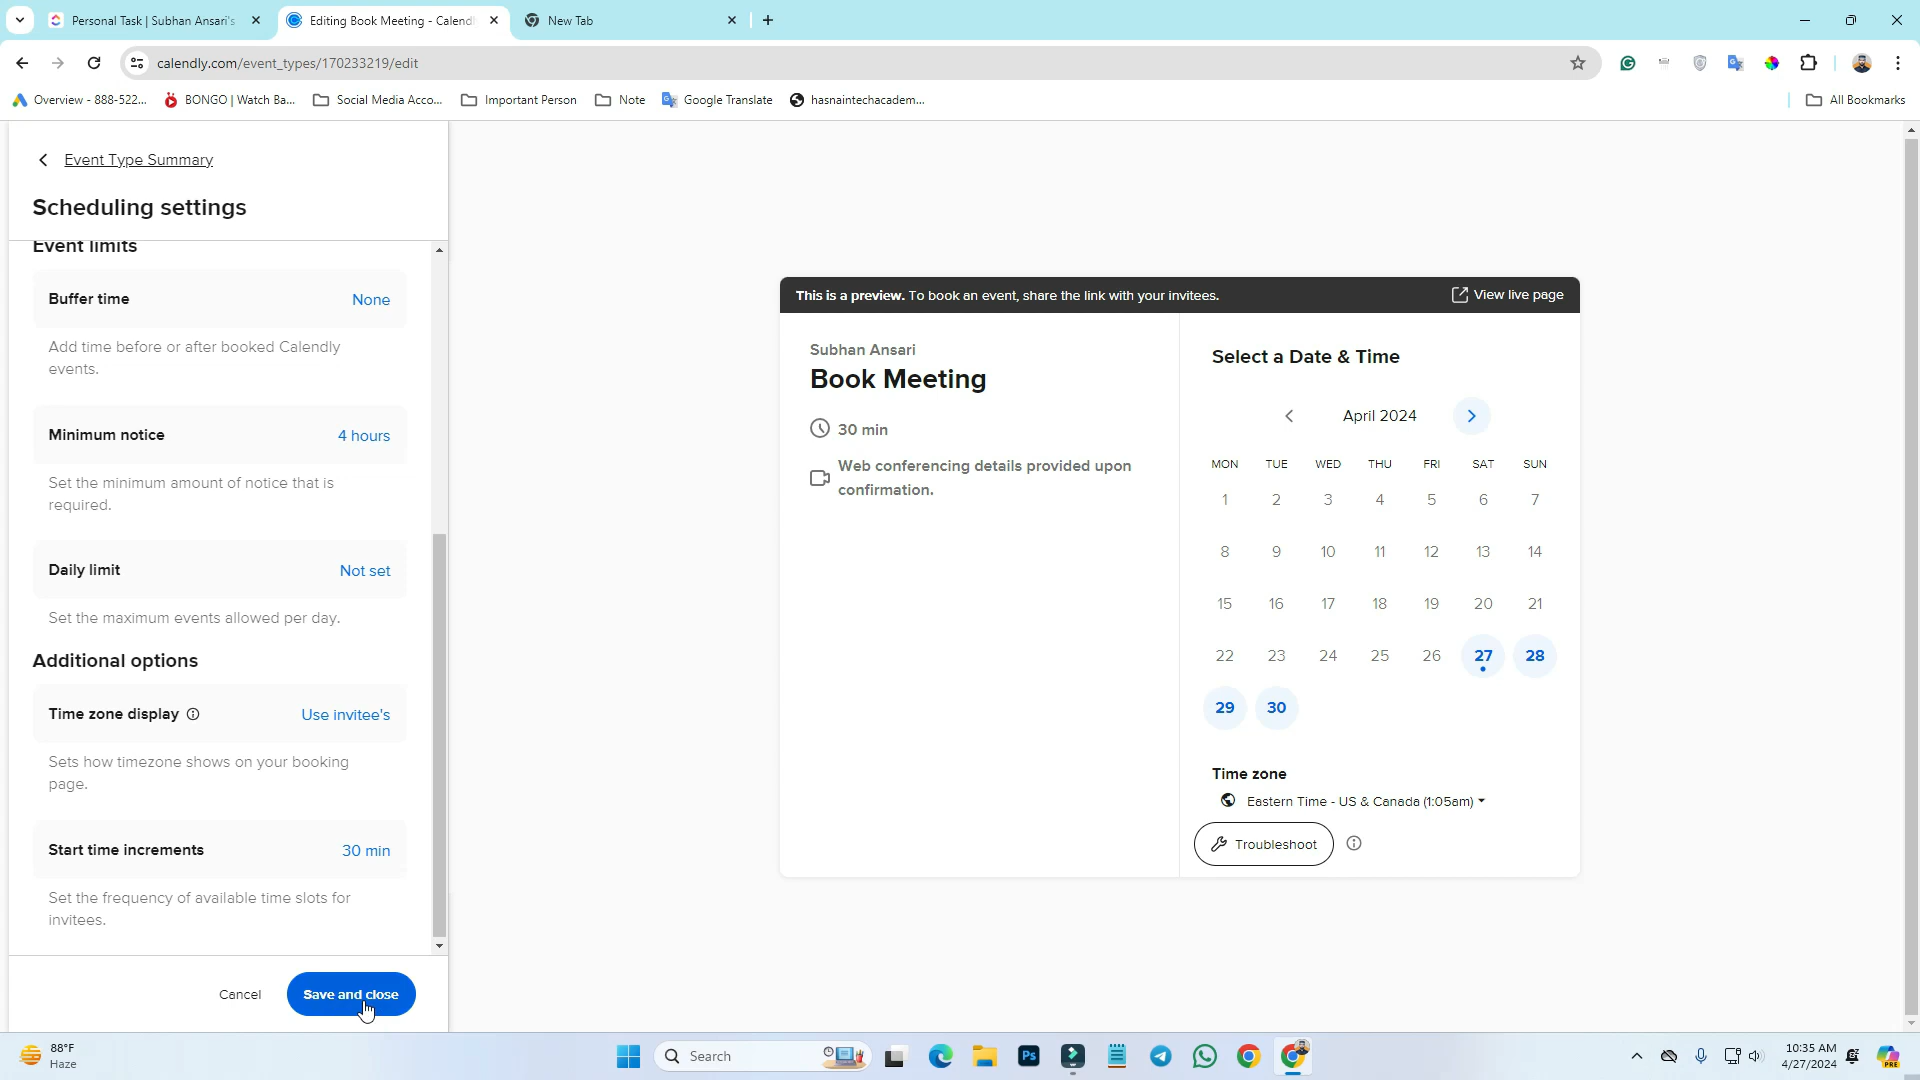 Personal Task | Subhan Ansari's
Editing Book Meeting - Calendl
New Tab
calendly.com/event_types/170233219/edit
Overview - 888-522...
BONGO | Watch Ba...
Social Media Acco...
Important Person
Note
Google Translate
hasnaintechacadem...
All Bookmarks
Event Type Summary
Scheduling settings
Event limits
Buffer time
None
Add time before or after booked Calendly
events.
Minimum notice
4 hours
Set the minimum amount of notice that is
required.
Daily limit
Not set
Set the maximum events allowed per day.
Additional options
Time zone display
Use invitee's
Sets how timezone shows on your booking
page.
Start time increments
30 min
Set the frequency of available time slots for
invitees.
Cancel
Save and close
This is a preview. To book an event, share the link with your invitees.
View live page
Subhan Ansari
Book Meeting
30 min
Web conferencing details provided upon
confirmation.
Select a Date & Time
April 2024
MON TUE WED THU FRI SAT SUN
1 2 3 4 5 6 7
8 9 10 11 12 13 14
15 16 17 18 19 20 21
22 23 24 25 26 27 28
29 30
Time zone
Eastern Time - US & Canada (1:05am)
Troubleshoot
88°F
Haze
Search
Ps
10:35 AM
4/27/2024
PRE